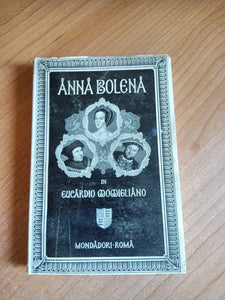 ANNA BOLENA
DI
EUCARDIO MOMIGLIANO
MONDADORI·ROMA